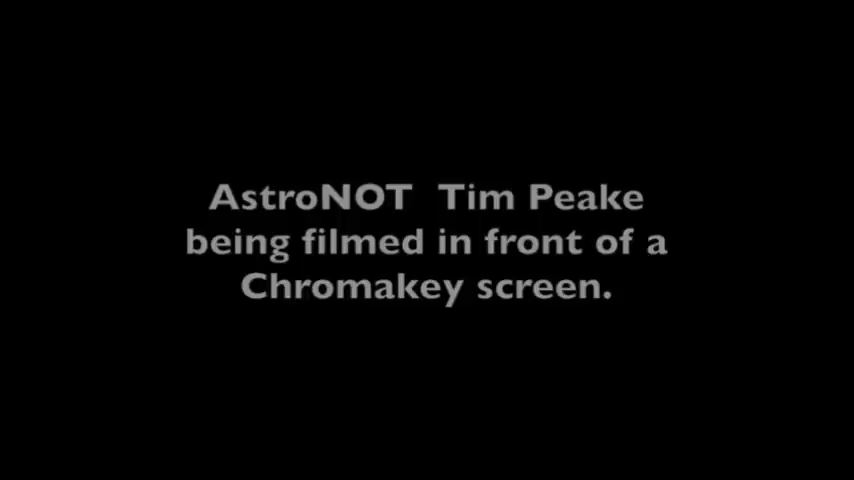 AstroNOT Tim Peake
being filmed in front of a
Chromakey screen.